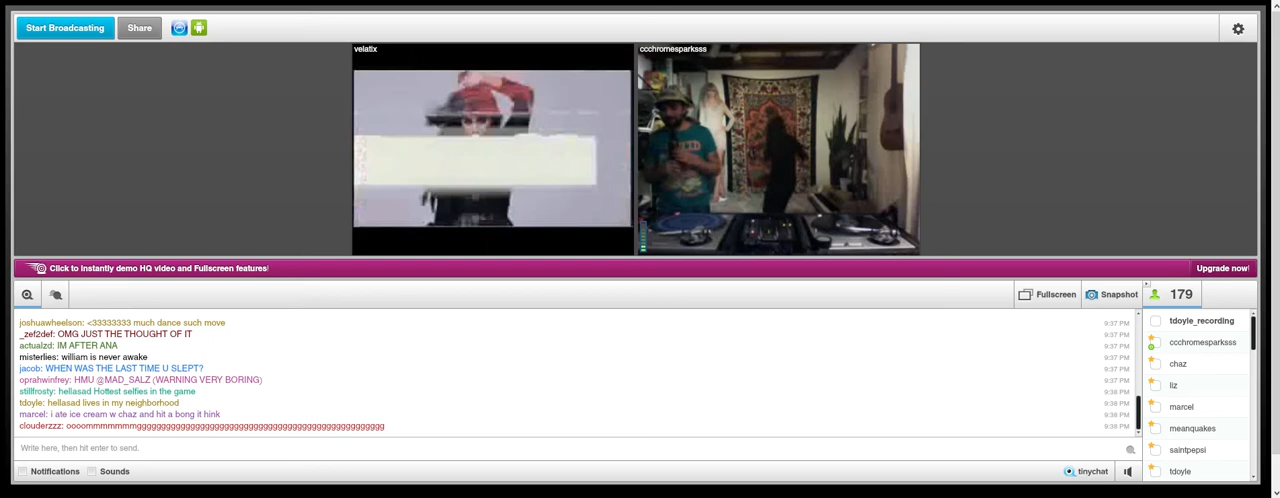 Start Broadcasting
Share
velatix
ccchromesparksss
Click to Instantly demo HQ video and Fullscreen features!
Upgrade now!
Fullscreen
Snapshot
179
joshuawheelson: <33333333 much dance such move 9:37 PM
_zef2def: OMG JUST THE THOUGHT OF IT 9:37 PM
actualzd: IM AFTER ANA 9:37 PM
misterlies: william is never awake 9:37 PM
jacob: WHEN WAS THE LAST TIME U SLEPT? 9:37 PM
oprahwinfrey: HMU @MAD_SALZ (WARNING VERY BORING) 9:37 PM
stillfrosty: hellasad Hottest selfies in the game 9:38 PM
tdoyle: hellasad lives in my neighborhood 9:38 PM
marcel: i ate ice cream w chaz and hit a bong it hink 9:38 PM
clouderzzz: 9:38 PM
tdoyle_recording
ccchromesparksss
chaz
liz
marcel
meanquakes
saintpepsi
tdoyle
Write here, then hit enter to send.
Notifications
Sounds
tinychat